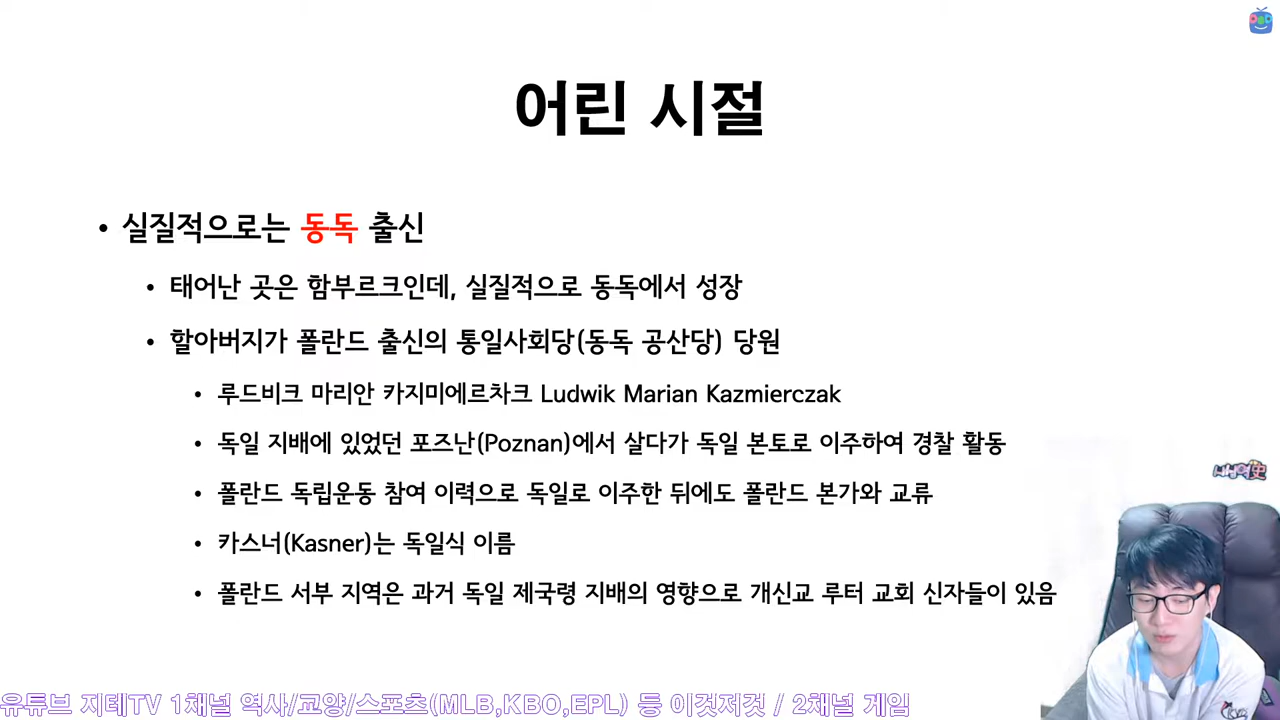 어린 시절
• 실질적으로는 동독 출신
• 태어난 곳은 함부르크인데, 실질적으로 동독에서 성장
• 할아버지가 폴란드 출신의 통일사회당(동독 공산당) 당원
• 루드비크 마리안 카지미에르차크 Ludwik Marian Kazmierczak
• 독일 지배에 있었던 포즈난(Poznan)에서 살다가 독일 본토로 이주하여 경찰 활동
• 폴란드 독립운동 참여 이력으로 독일로 이주한 뒤에도 폴란드 본가와 교류
• 카스너(Kasner)는 독일식 이름
• 폴란드 서부 지역은 과거 독일 제국령 지배의 영향으로 개신교 루터 교회 신자들이 있음
유튜브 지테TV 1채널 역사/교양/스포츠(MLB,KBO,EPL) 등 이것저것 / 2채널 게임